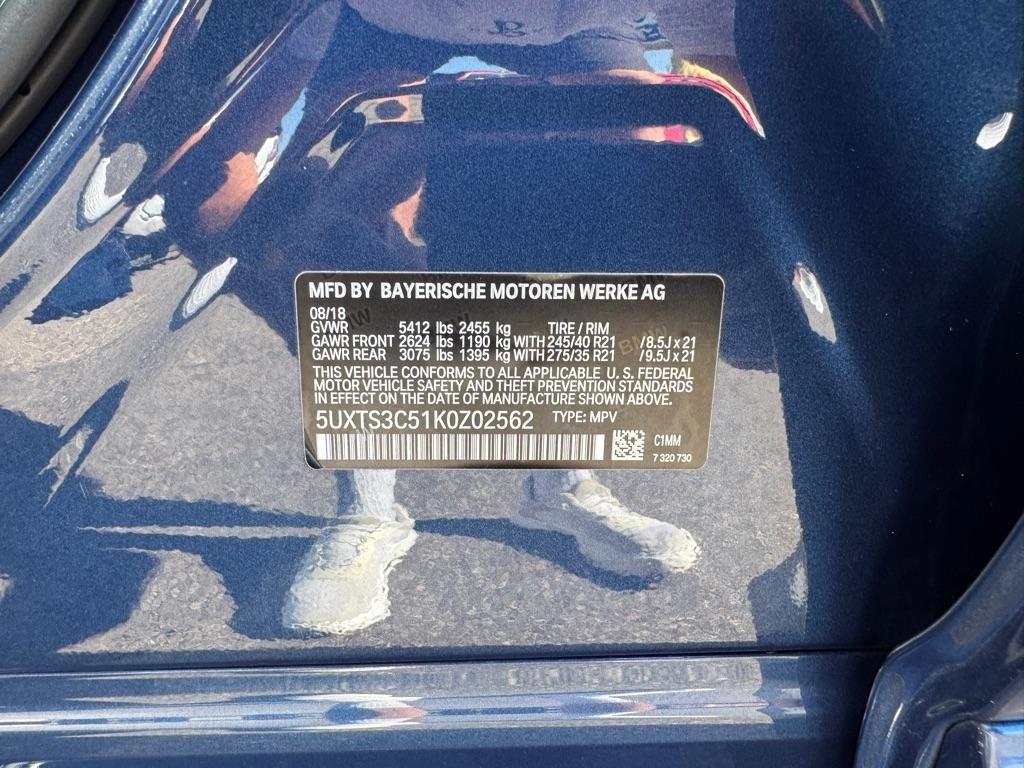 MFD BY BAYERISCHE MOTOREN WERKE AG
08/18
GVWR 5412 lbs 2455 kg TIRE / RIM
GAWR FRONT 2624 lbs 1190 kg WITH 245/40 R21 /8.5J x 21
GAWR REAR 3075 lbs 1395 kg WITH 275/35 R21 /9.5J x 21
THIS VEHICLE CONFORMS TO ALL APPLICABLE U. S. FEDERAL
MOTOR VEHICLE SAFETY AND THEFT PREVENTION STANDARDS
IN EFFECT ON THE DATE OF MANUFACTURE SHOWN ABOVE.
5UXTS3C51K0Z02562 TYPE: MPV
C1MM
7 320 730